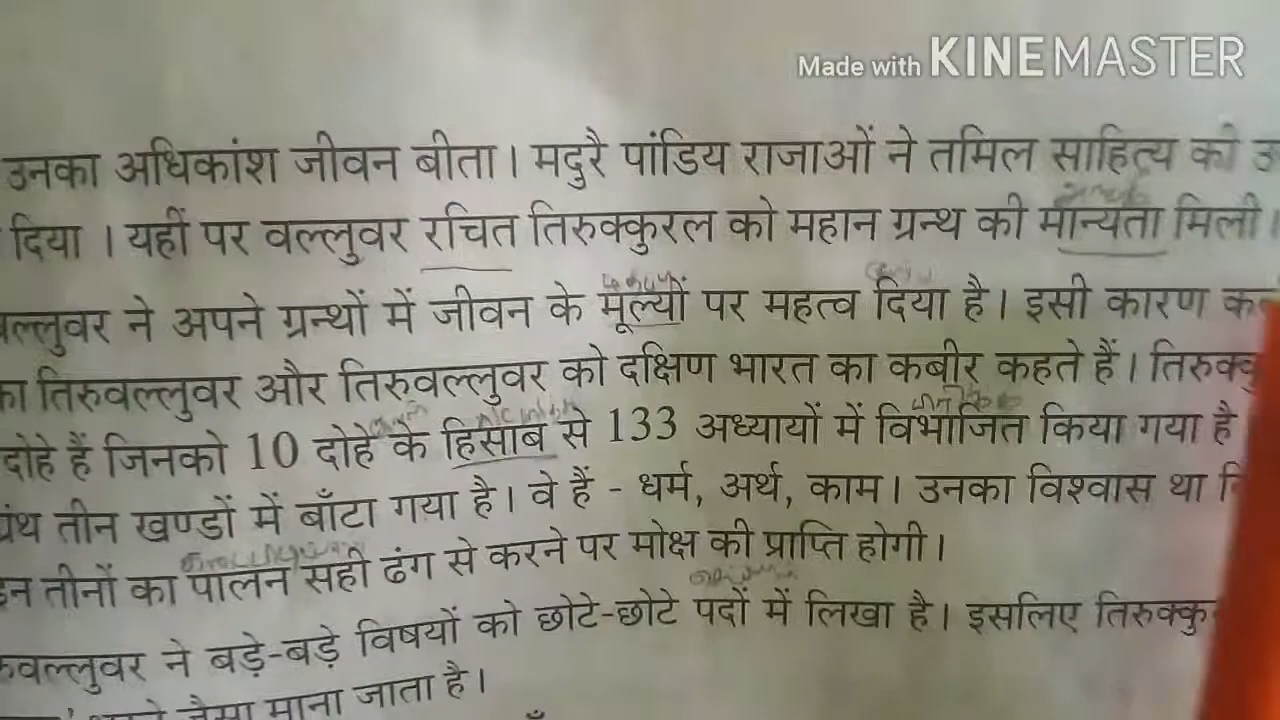 Made with KINEMASTER
उनका अधिकांश जीवन बीता । मदुरै पांडिय राजाओं ने तमिल साहित्य को
दिया । यहीं पर वल्लुवर रचित तिरुक्कुरल को महान ग्रन्थ की मान्यता मिली ।
वल्लुवर ने अपने ग्रन्थों में जीवन के मूल्यों पर महत्व दिया है । इसी कारण
का तिरुवल्लुवर और तिरुवल्लुवर को दक्षिण भारत का कबीर कहते हैं ।
दोहे हैं जिनको 10 दोहे के हिसाब से 133 अध्यायों में विभाजित किया गया है
तीन खण्डों में बाँटा गया है । वे हैं - धर्म, अर्थ, काम । उनका विश्वास था
तीनों का पालन सही ढंग से करने पर मोक्ष की प्राप्ति होगी ।
ने बड़े-बड़े विषयों को छोटे-छोटे पदों में लिखा है । इसलिए
जैसा माना जाता है ।